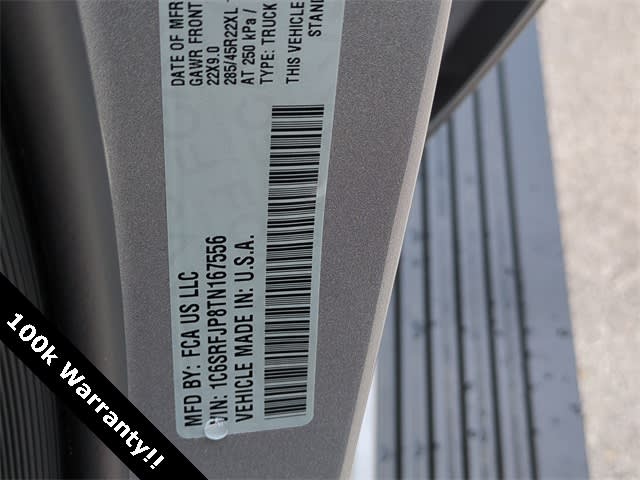 DATE OF MFR
GAWR FRONT
22X9.0
285/45R22XL
AT 250 kPa /
TYPE: TRUCK
THIS VEHICLE
STAND
MFD BY: FCA US LLC
VIN: 1C6SRFJP8TN167556
VEHICLE MADE IN: U.S.A.
100k Warranty!!